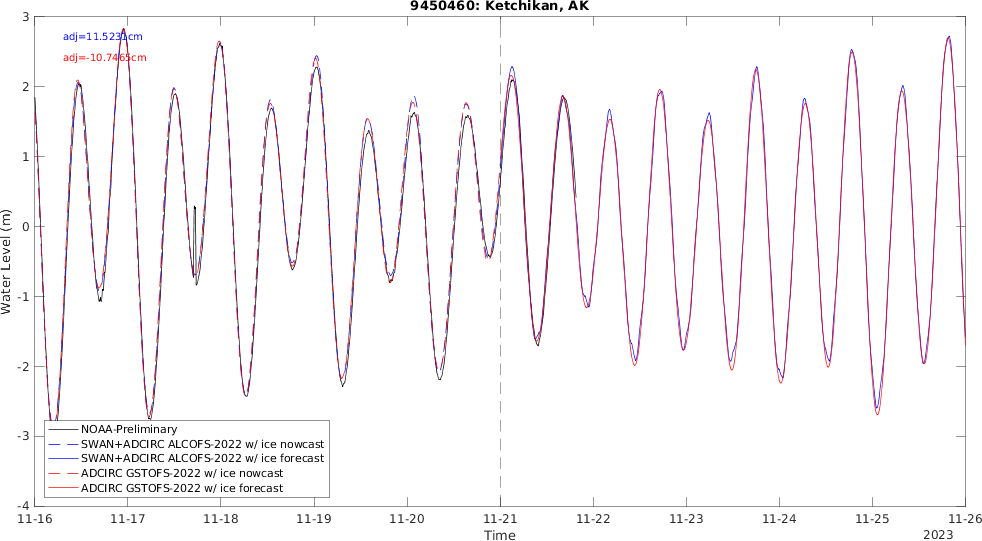 9450460: Ketchikan, AK
adj=11.5231cm
adj=-10.7465cm
Water Level (m)
3
2
1
0
-1
-2
-3
-4
NOAA-Preliminary
SWAN+ADCIRC ALCOFS-2022 w/ ice nowcast
SWAN+ADCIRC ALCOFS-2022 w/ ice forecast
ADCIRC GSTOFS-2022 w/ ice nowcast
ADCIRC GSTOFS-2022 w/ ice forecast
11-16 11-17 11-18 11-19 11-20 11-21 11-22 11-23 11-24 11-25 11-26
Time
2023